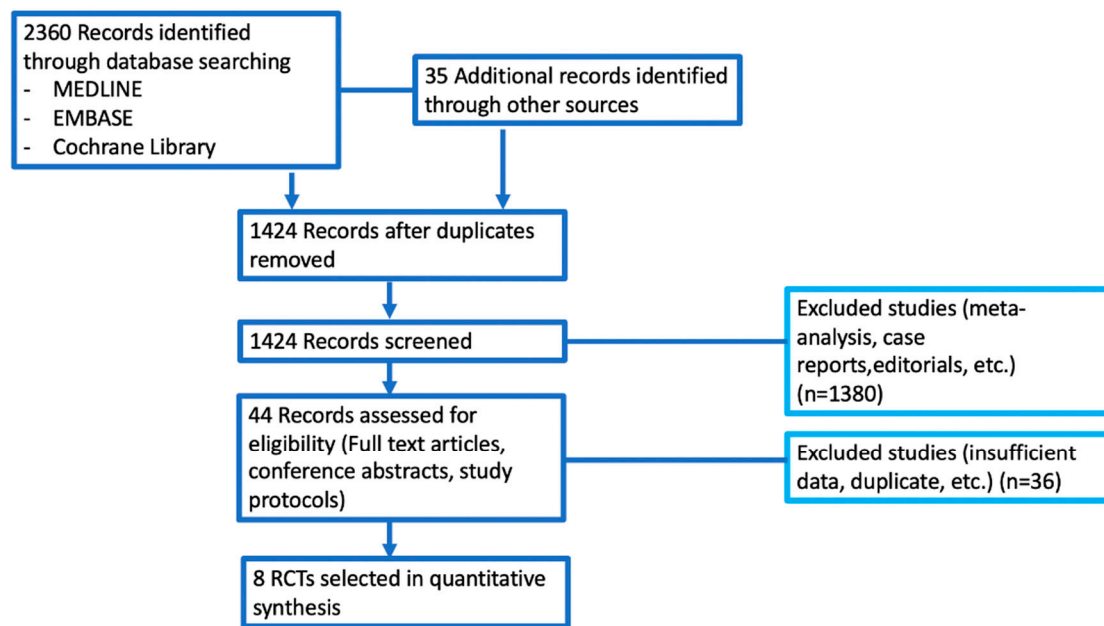 2360 Records identified
through database searching
- MEDLINE
- EMBASE
- Cochrane Library
35 Additional records identified
through other sources
1424 Records after duplicates
removed
1424 Records screened
Excluded studies (meta-
analysis, case
reports,editorials, etc.)
(n=1380)
44 Records assessed for
eligibility (Full text articles,
conference abstracts, study
protocols)
Excluded studies (insufficient
data, duplicate, etc.) (n=36)
8 RCTs selected in quantitative
synthesis